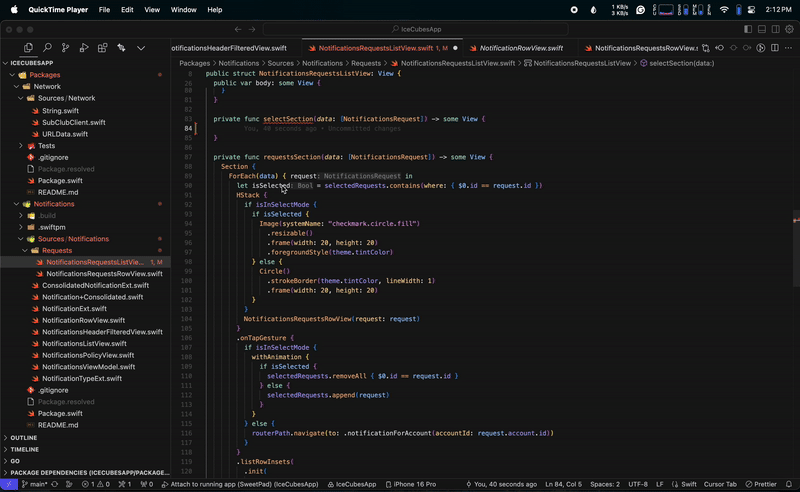 QuickTime Player File Edit View Window Help 1 KB/s 3 KB/s 2:12 PM
IceCubesApp
otificationsHeaderFilteredView.swift NotificationsRequestsListView.swift 1, M NotificationRowView.swift NotificationsRequestsRow
ICECUBESAPP
Packages
Network
Sources / Network
String.swift
SubClubClient.swift
URLData.swift
Tests
.gitignore
Package.resolved
Package.swift
README.md
Notifications
.build
.swiftpm
Sources / Notifications
Requests
NotificationsRequestsListVie... 1, M
NotificationsRequestsRowView.swift
ConsolidatedNotificationExt.swift
Notification+Consolidated.swift
NotificationExt.swift
NotificationRowView.swift
NotificationsHeaderFilteredView.swift
NotificationsListView.swift
NotificationsPolicyView.swift
NotificationsViewModel.swift
NotificationTypeExt.swift
.gitignore
Package.resolved
Package.swift
README.md
OUTLINE
TIMELINE
GO
PACKAGE DEPENDENCIES (ICECUBESAPP/PACKAGE...
Packages > Notifications > Sources > Notifications > Requests > NotificationsRequestsListView.swift > NotificationsRequestsListView > selectSection(data:)
8 public struct NotificationsRequestsListView: View {
26 public var body: some View {
80 }
81 }
82
83 private func selectSection(data: [NotificationsRequest]) -> some View {
84 You, 40 seconds ago • Uncommitted changes
85 }
86
87 private func requestsSection(data: [NotificationsRequest]) -> some View {
88 Section {
89 ForEach(data) { request: NotificationsRequest in
90 let isSelected: Bool = selectedRequests.contains(where: { $0.id == request.id })
91 HStack {
92 if isInSelectMode {
93 if isSelected {
94 Image(systemName: "checkmark.circle.fill")
95 .resizable()
96 .frame(width: 20, height: 20)
97 .foregroundStyle(theme.tintColor)
98 } else {
99 Circle()
100 .strokeBorder(theme.tintColor, lineWidth: 1)
101 .frame(width: 20, height: 20)
102 }
103 }
104 NotificationsRequestsRowView(request: request)
105 }
106 .onTapGesture {
107 if isInSelectMode {
108 withAnimation {
109 if isSelected {
110 selectedRequests.removeAll { $0.id == request.id }
111 } else {
112 selectedRequests.append(request)
113 }
114 }
115 } else {
116 routerPath.navigate(to: .notificationForAccount(accountId: request.account.id))
117 }
118 }
119 .listRowInsets(
120 .init(
main* 1 0 1 0 Attach to running app (SweetPad) (IceCubesApp) IceCubesApp iPhone 16 Pro You, 40 seconds ago Ln 84, Col 5 Spaces: 2 UTF-8 LF Swift Cursor Tab Prettier